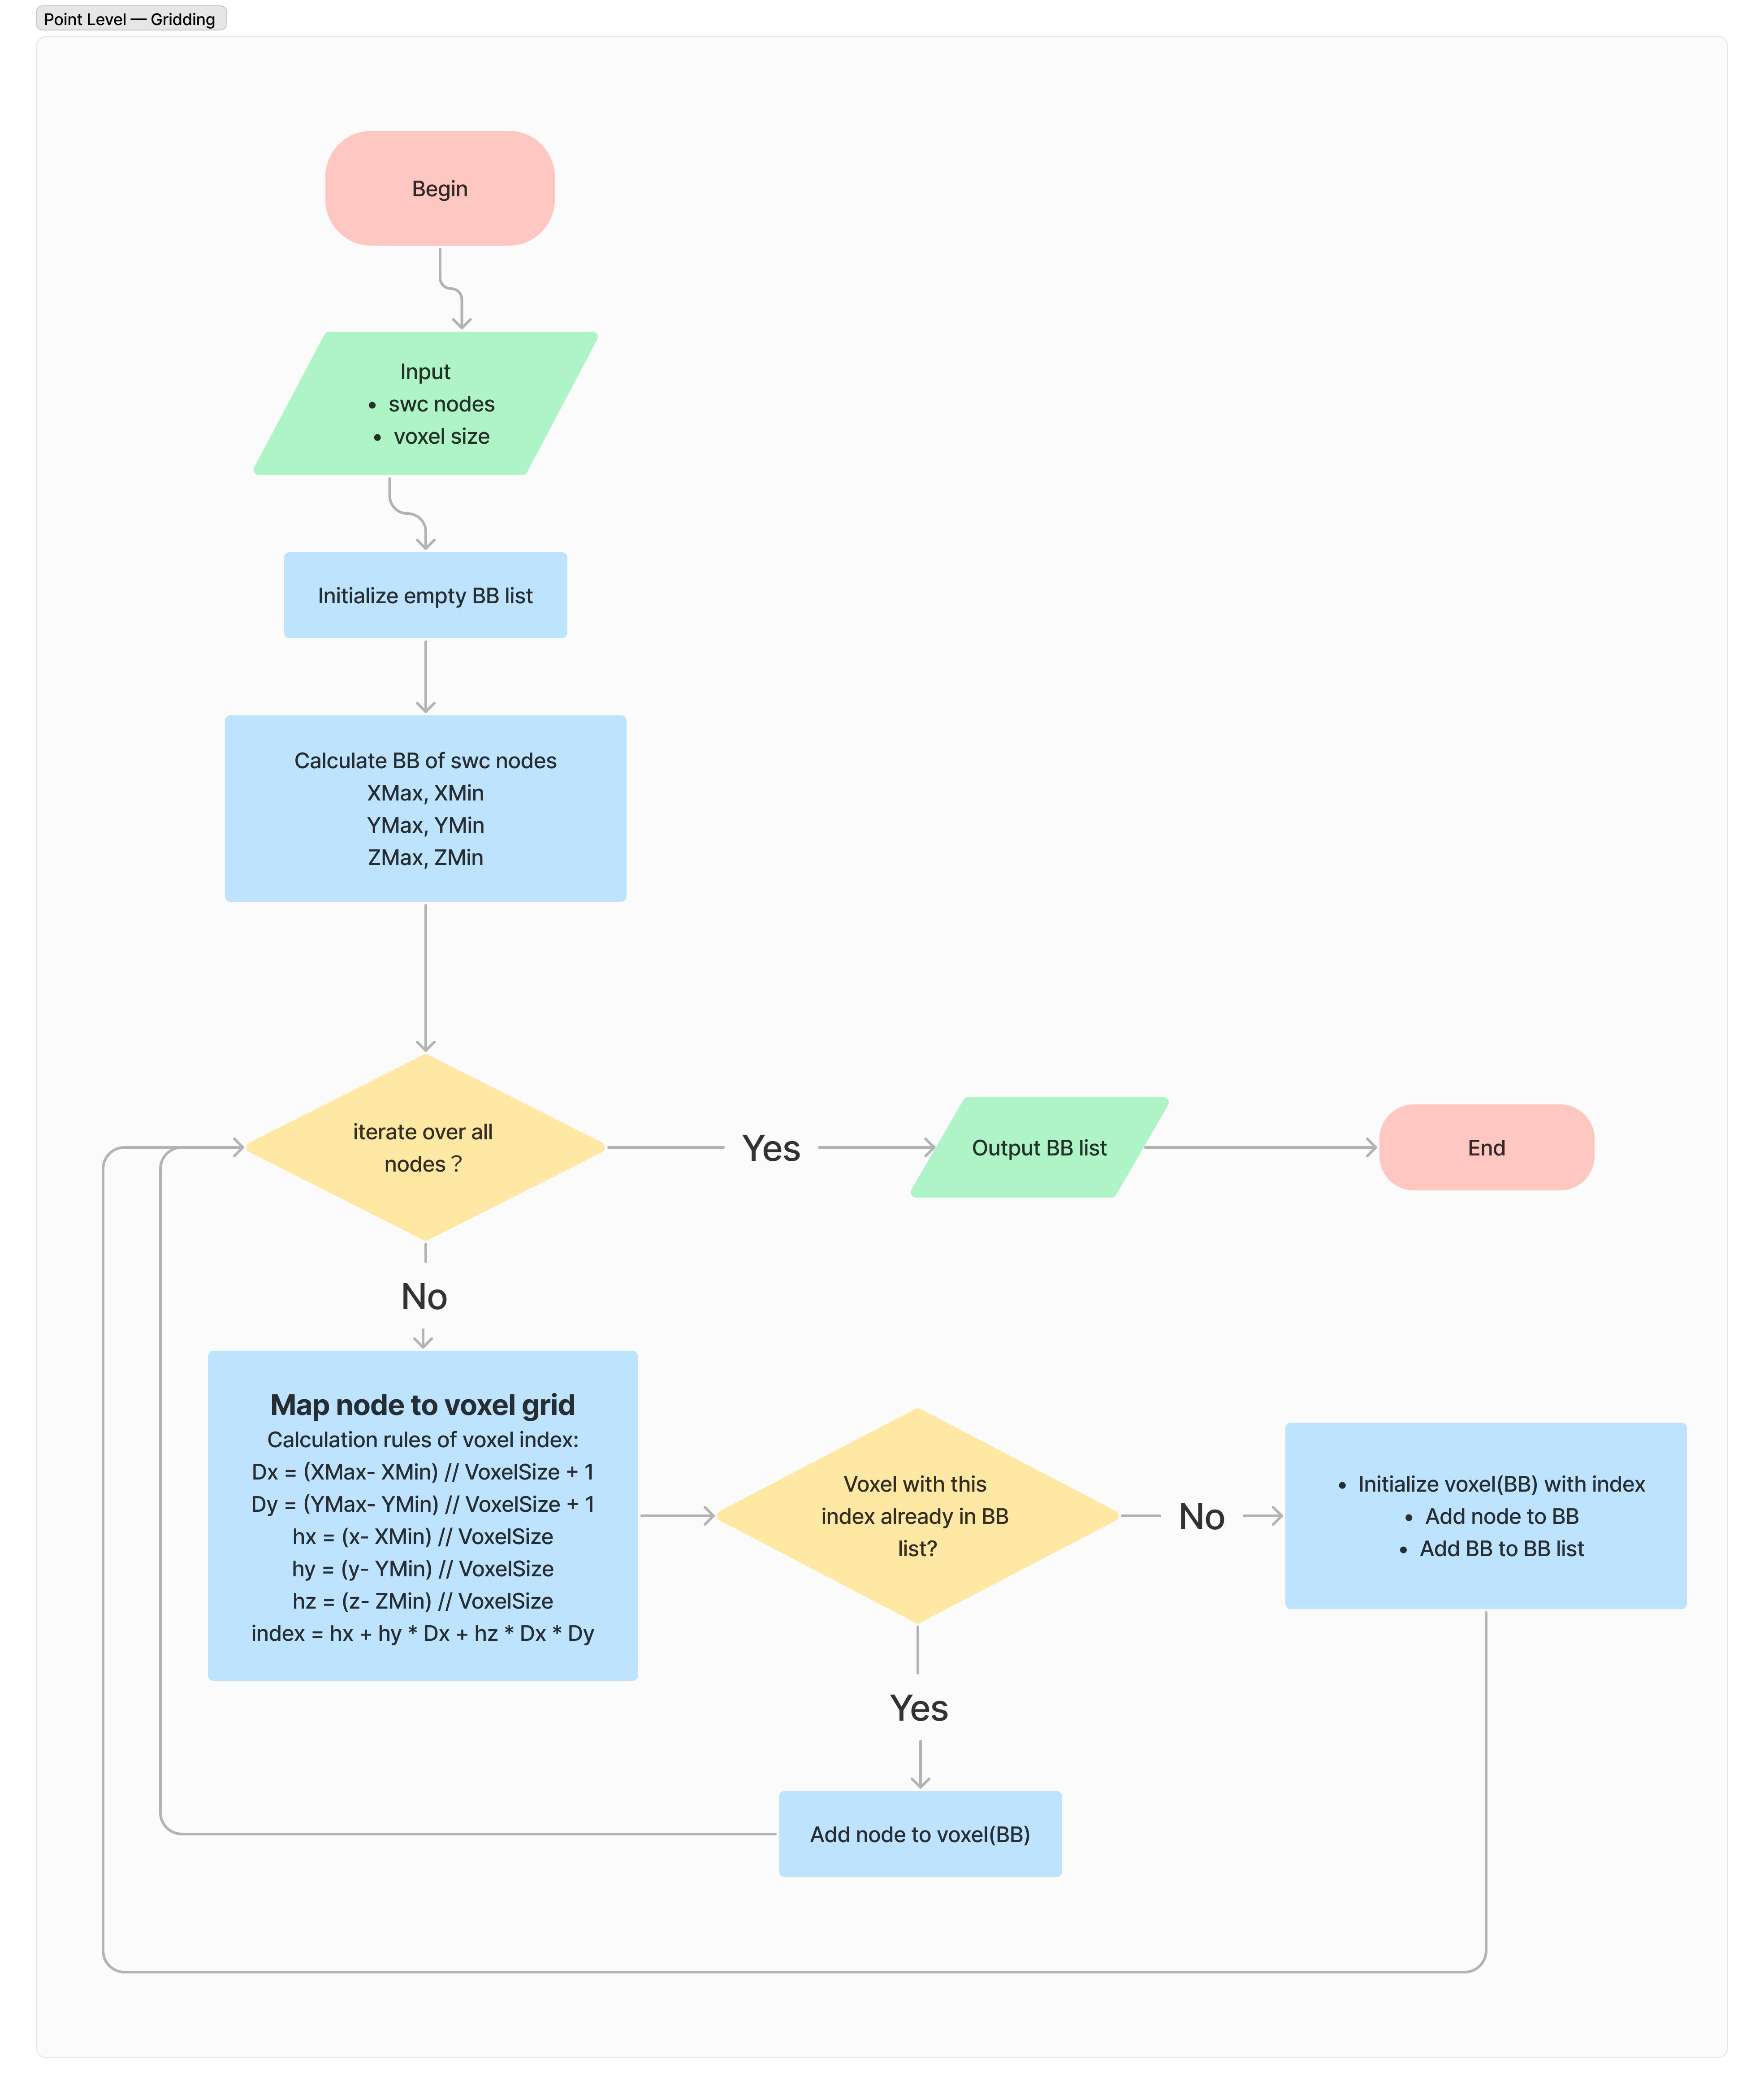 Point Level — Gridding
Begin
Input
• swc nodes
• voxel size
Initialize empty BB list
Calculate BB of swc nodes
XMax, XMin
YMax, YMin
ZMax, ZMin
iterate over all
nodes？
Yes
Output BB list
End
No
Map node to voxel grid
Calculation rules of voxel index:
Dx = (XMax- XMin) // VoxelSize + 1
Dy = (YMax- YMin) // VoxelSize + 1
hx = (x- XMin) // VoxelSize
hy = (y- YMin) // VoxelSize
hz = (z- ZMin) // VoxelSize
index = hx + hy * Dx + hz * Dx * Dy
Voxel with this
index already in BB
list?
No
• Initialize voxel(BB) with index
• Add node to BB
• Add BB to BB list
Yes
Add node to voxel(BB)